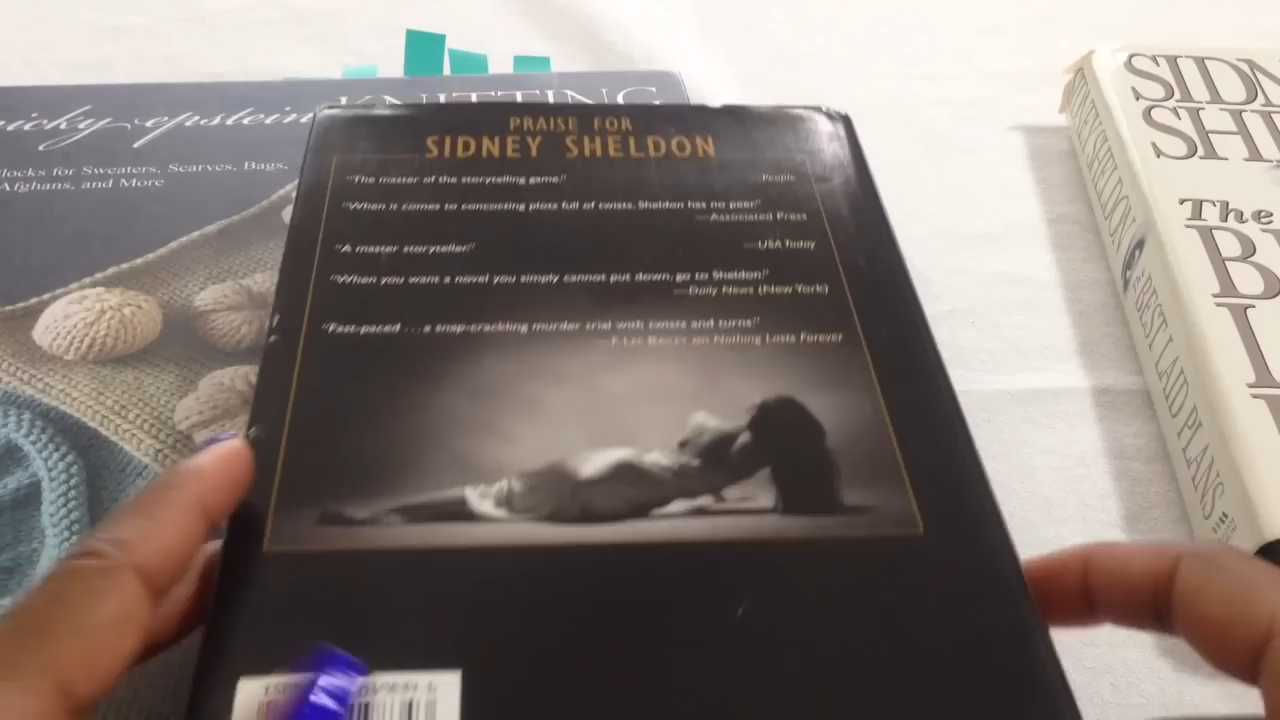 nicky epstein
KNITTING
locks for Sweaters, Scarves, Bags,
Afghans, and More
PRAISE FOR
SIDNEY SHELDON
"The master of the storytelling game."
—People
"When it comes to concocting plots full of twists, Sheldon has no peer."
—Associated Press
"A master storyteller."
—USA Today
"When you want a novel you simply cannot put down, go to Sheldon."
—Daily News (New York)
"Fast-paced . . . a snap-crackling murder trial with twists and turns."
—F. Lee Bailey on Nothing Lasts Forever
SIDNEY SHELDON
THE BEST LAID PLANS
SIDN
SHE
The
B
L